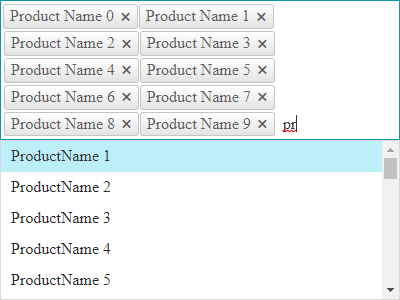 Product Name 0 × Product Name 1 ×
Product Name 2 × Product Name 3 ×
Product Name 4 × Product Name 5 ×
Product Name 6 × Product Name 7 ×
Product Name 8 × Product Name 9 × pr
ProductName 1
ProductName 2
ProductName 3
ProductName 4
ProductName 5